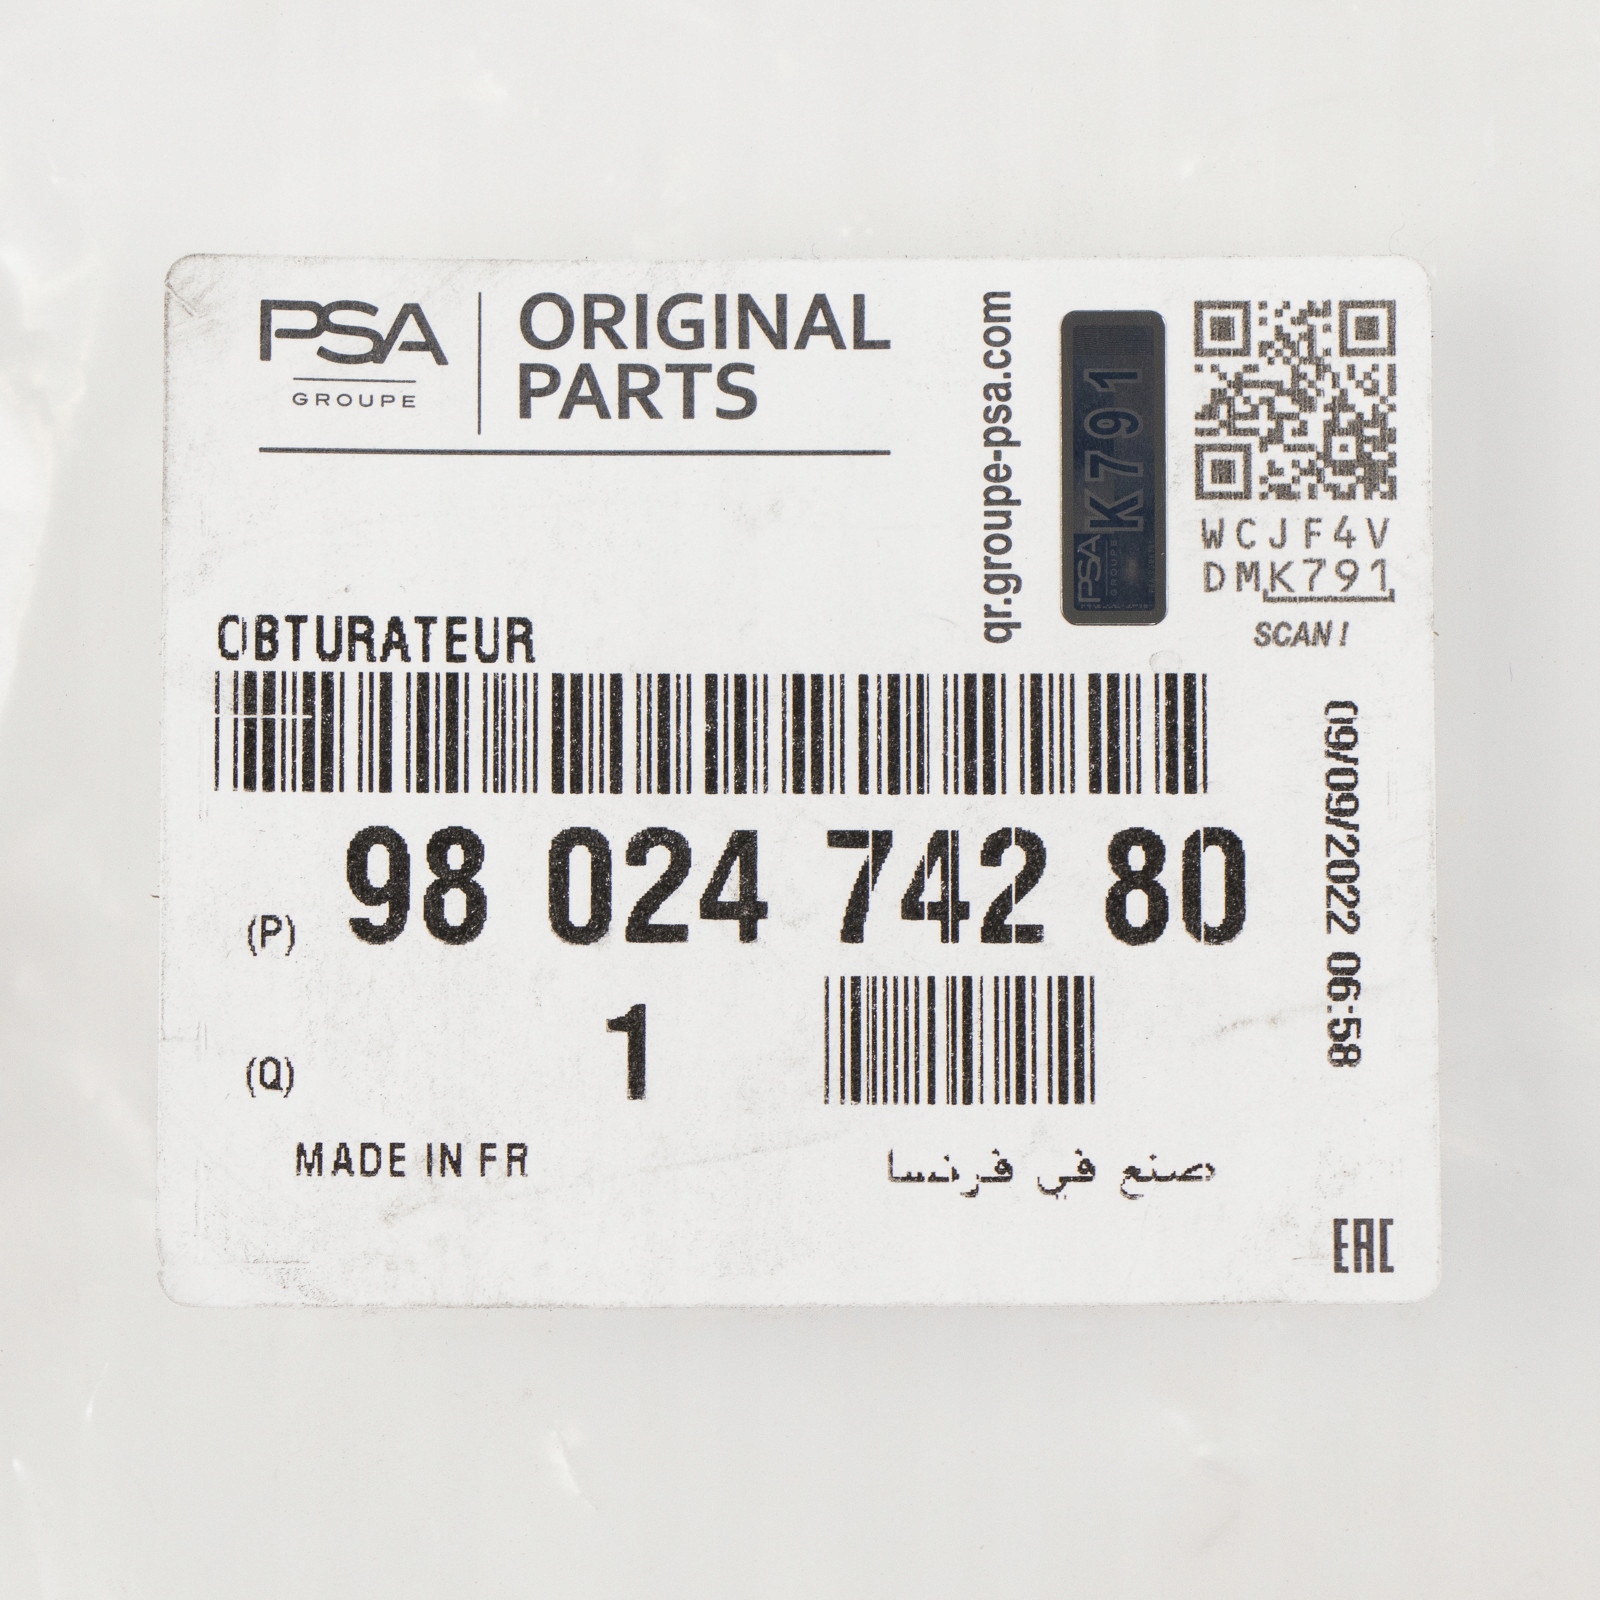 PSA
GROUPE
ORIGINAL
PARTS
qr.groupe-psa.com
PSA
GROUPE
K791
WCJF4V
DMK791
SCAN!
OBTURATEUR
(P) 98 024 742 80
(Q) 1
09/09/2022 06:58
MADE IN FR
صنع في فرنسا
EAC